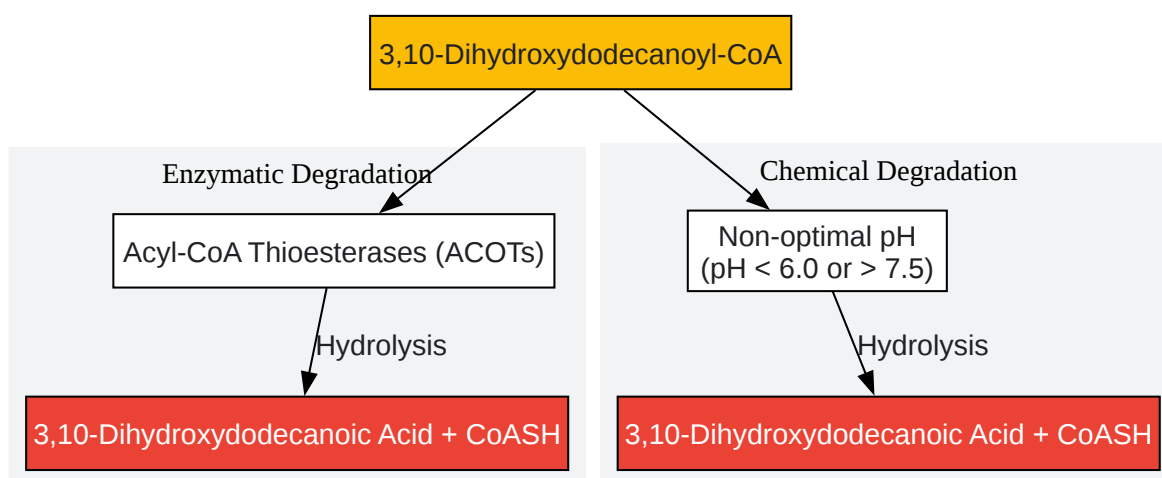 3,10-Dihydroxydodecanoyl-CoA
Enzymatic Degradation
Acyl-CoA Thioesterases (ACOTs)
Hydrolysis
3,10-Dihydroxydodecanoic Acid + CoASH
Chemical Degradation
Non-optimal pH
(pH < 6.0 or > 7.5)
Hydrolysis
3,10-Dihydroxydodecanoic Acid + CoASH